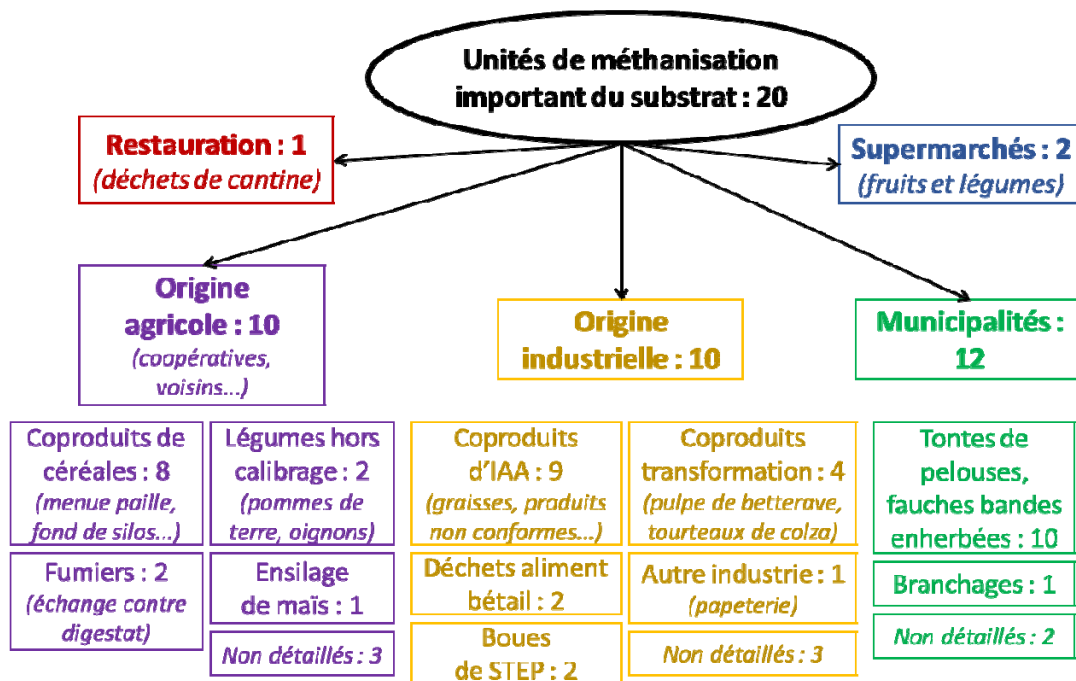 Unités de méthanisation
important du substrat : 20
Restauration : 1
(déchets de cantine)
Supermarchés : 2
(fruits et légumes)
Origine
agricole : 10
(coopératives,
voisins...)
Origine
industrielle : 10
Municipalités :
12
Coproduits de
céréales : 8
(menue paille,
fond de silos...)
Légumes hors
calibrage : 2
(pommes de
terre, oignons)
Coproduits
d'IAA : 9
(graisses, produits
non conformes...)
Coproduits
transformation : 4
(pulpe de betterave,
tourteaux de colza)
Tontes de
pelouses,
fauches bandes
enherbées : 10
Fumiers : 2
(échange contre
digestat)
Ensilage
de maïs : 1
Déchets aliment
bétail : 2
Autre industrie : 1
(papeterie)
Branchages : 1
Non détaillés : 3
Boues
de STEP : 2
Non détaillés : 3
Non détaillés : 2